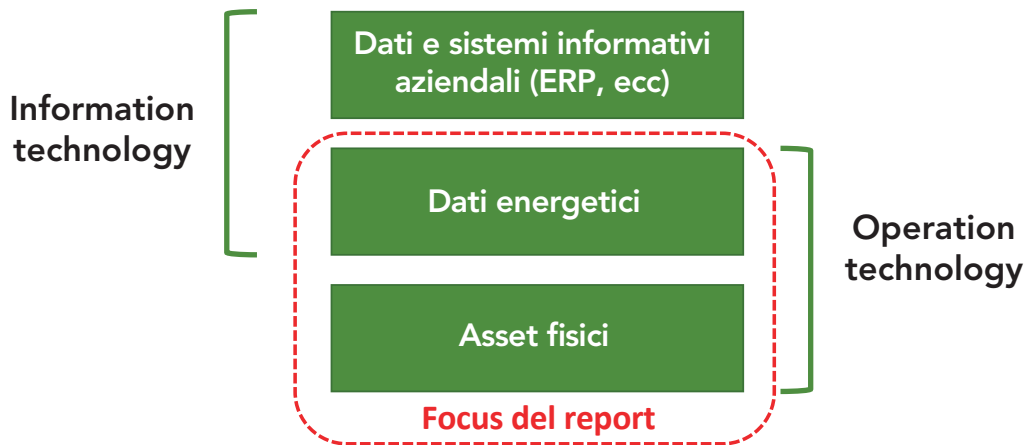 Dati e sistemi informativi
aziendali (ERP, ecc)
Information
technology
Dati energetici
Operation
technology
Asset fisici
Focus del report